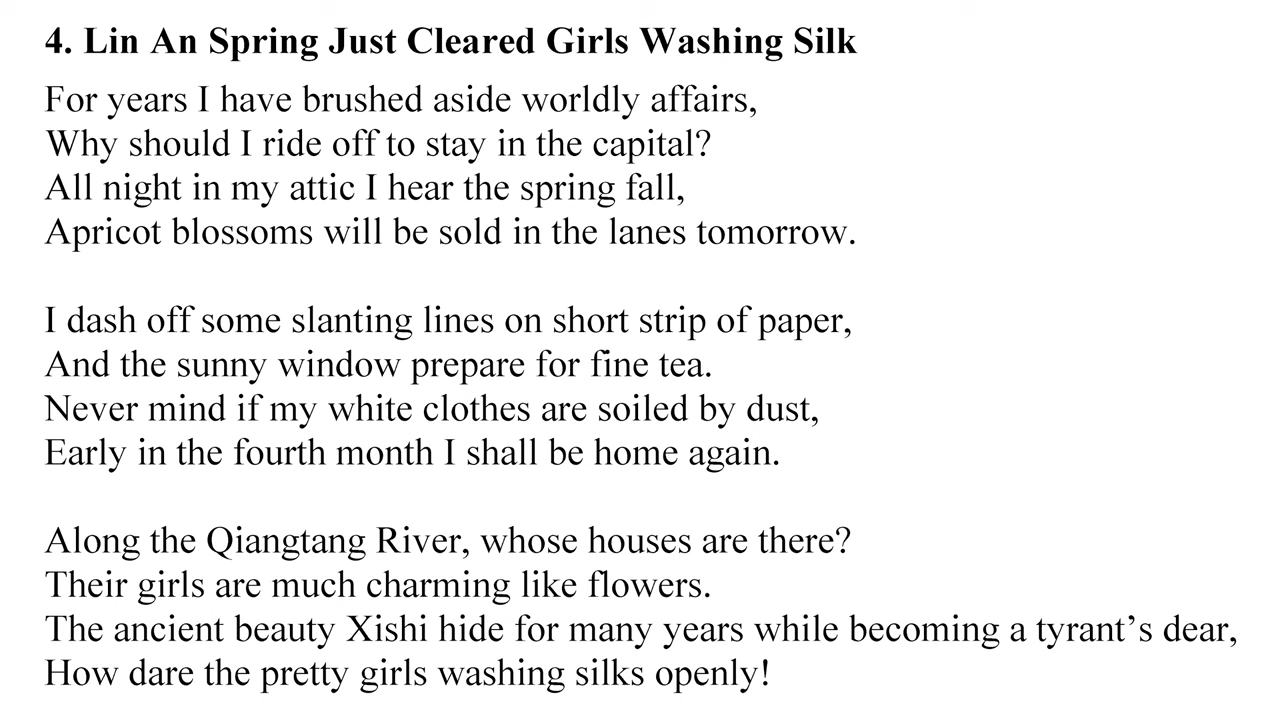 4. Lin An Spring Just Cleared Girls Washing Silk
For years I have brushed aside worldly affairs,
Why should I ride off to stay in the capital?
All night in my attic I hear the spring fall,
Apricot blossoms will be sold in the lanes tomorrow.
I dash off some slanting lines on short strip of paper,
And the sunny window prepare for fine tea.
Never mind if my white clothes are soiled by dust,
Early in the fourth month I shall be home again.
Along the Qiangtang River, whose houses are there?
Their girls are much charming like flowers.
The ancient beauty Xishi hide for many years while becoming a tyrant’s dear,
How dare the pretty girls washing silks openly!